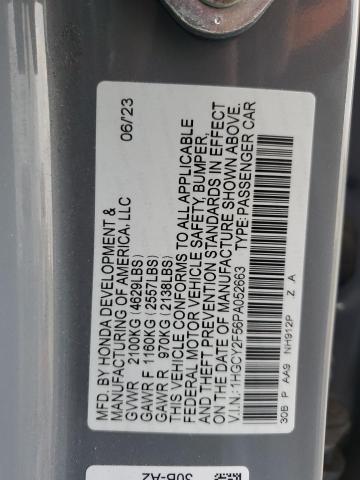 MFD. BY HONDA DEVELOPMENT &
MANUFACTURING OF AMERICA, LLC 06/23
GVWR 2100KG (4629LBS)
GAWR F 1160KG (2557LBS)
GAWR R 970KG (2138LBS)
THIS VEHICLE CONFORMS TO ALL APPLICABLE
FEDERAL MOTOR VEHICLE SAFETY, BUMPER,
AND THEFT PREVENTION STANDARDS IN EFFECT
ON THE DATE OF MANUFACTURE SHOWN ABOVE.
V.I.N.: 1HGCY2F56PA052663 TYPE: PASSENGER CAR
30B P AA9 NH912P Z A
30B-A2